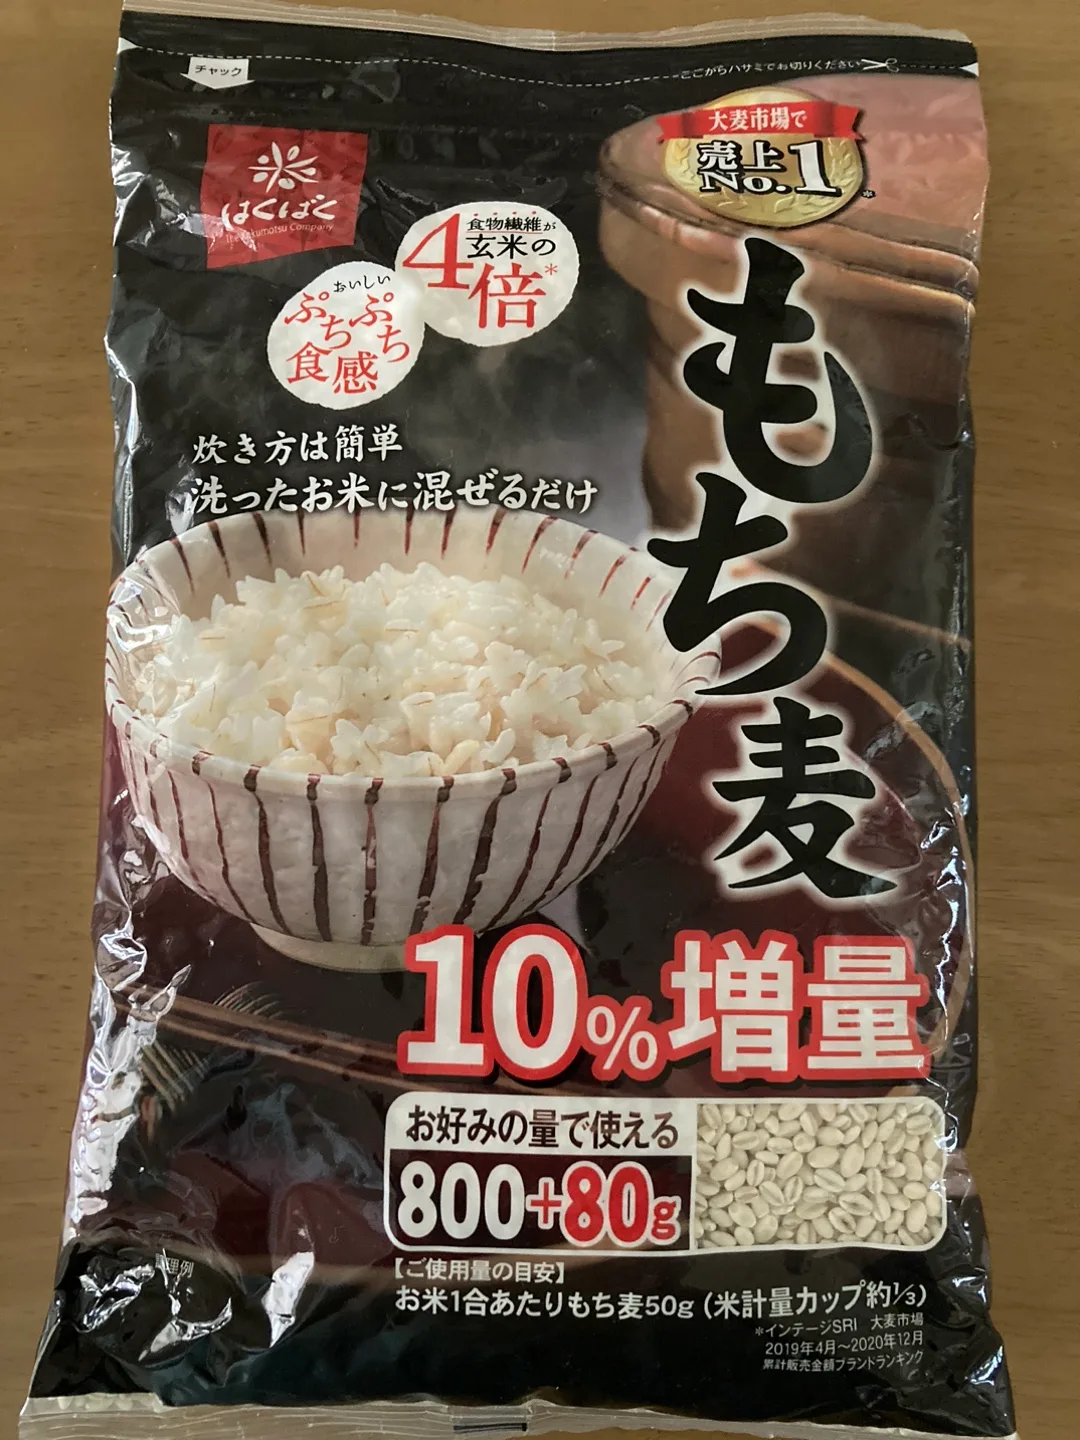 チャック
ここからハサミでお切りください
大麦市場で
売上
No.1※
はくばく
The Hakumotsu Company
食物繊維が
玄米の
4倍*
おいしい
ぷちぷち
食感
炊き方は簡単
洗ったお米に混ぜるだけ
もち麦
10%増量
お好みの量で使える
800+80g
調理例
【ご使用量の目安】
お米1合あたりもち麦50g（米計量カップ約1/3）
※インテージSRI 大麦市場
2019年4月～2020年12月
累計販売金額ブランドランキング